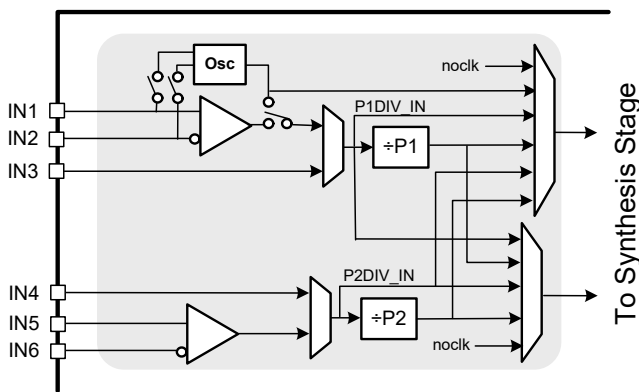 Osc
noclk
IN1
P1DIV_IN
IN2
÷P1
IN3
To Synthesis Stage
IN4
P2DIV_IN
IN5
÷P2
IN6
noclk